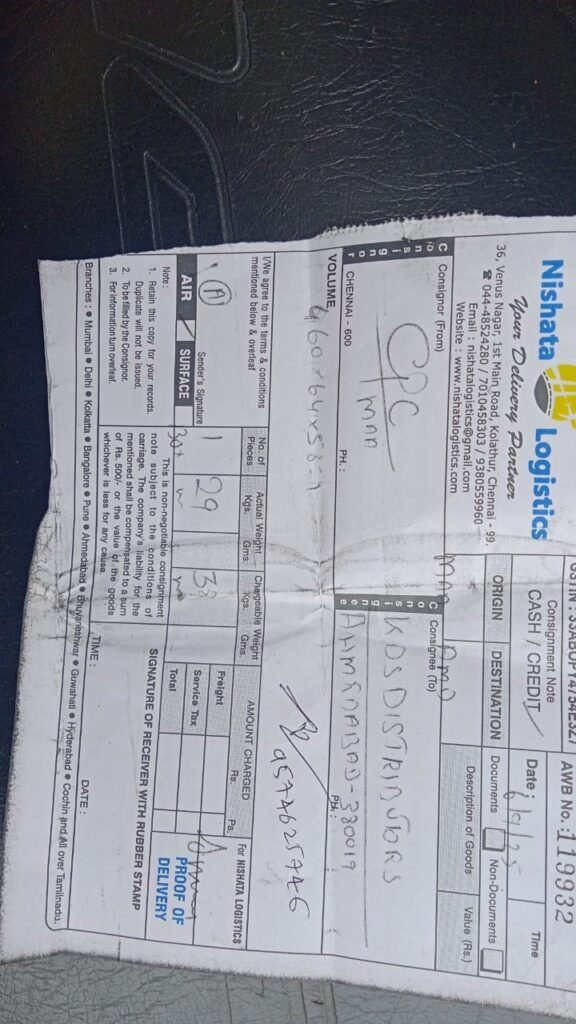 Nishata Logistics
Your Delivery Partner
36, Venus Nagar, 1st Main Road, Kolathur, Chennai - 99.
☎ 044-48524280 / 7010458303 / 9380559960
Email : nishatalogistics@gmail.com
Website : www.nishatalogistics.com
Consignment Note
CASH / CREDIT
AWB No.: 119932
Date :
Time
ORIGIN
DESTINATION
Documents
Non-Documents
MAA
AMD
Description of Goods
Value (Rs.)
Consignor
Consignor (From)
CPC
MAA
CHENNAI - 600
PH. :
Consignee
Consignee (To)
KDS DISTRIBUTORS
AHMEDABAD - 380019
PH :
9574625746
VOLUME
I/We agree to the terms & conditions
mentioned below & overleaf
Sender's Signature
AIR
SURFACE
No. of
Pieces
1
Actual Weight
Kgs. Gms.
29
Chargeable Weight
Kgs. Gms.
AMOUNT CHARGED
Rs. Ps.
Freight
Service Tax
Total
For NISHATA LOGISTICS
PROOF OF
DELIVERY
Note :
1. Retain this copy for your records.
Duplicate will not be issued.
2. To be filled by the Consignor.
3. For information turn overleaf.
This is non-negotiable consignment
note subject to the conditions of
carriage. The company's liability for the
mentioned shall be compensated to a sum
of Rs. 500/- or the value of the goods
whichever is less for any cause.
SIGNATURE OF RECEIVER WITH RUBBER STAMP
TIME :
DATE :
Branches : • Mumbai • Delhi • Kolkatta • Bangalore • Pune • Ahmedabad • Bhuvaneshwar • Guwahati • Hyderabad • Cochin and All over Tamilnadu.